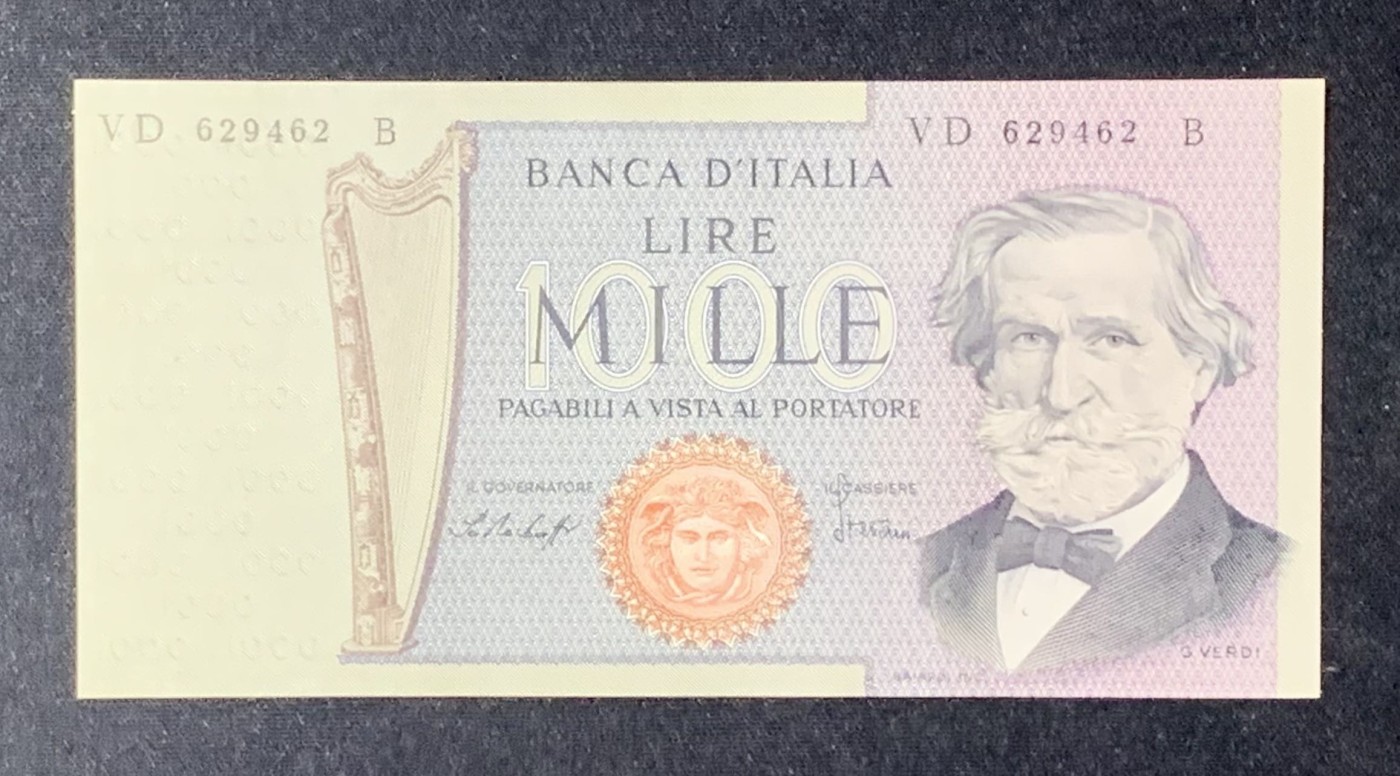 VD 629462 B
VD 629462 B
BANCA D'ITALIA
LIRE
1000
MILLE
PAGABILI A VISTA AL PORTATORE
IL GOVERNATORE
IL CASSIERE
G. VERDI